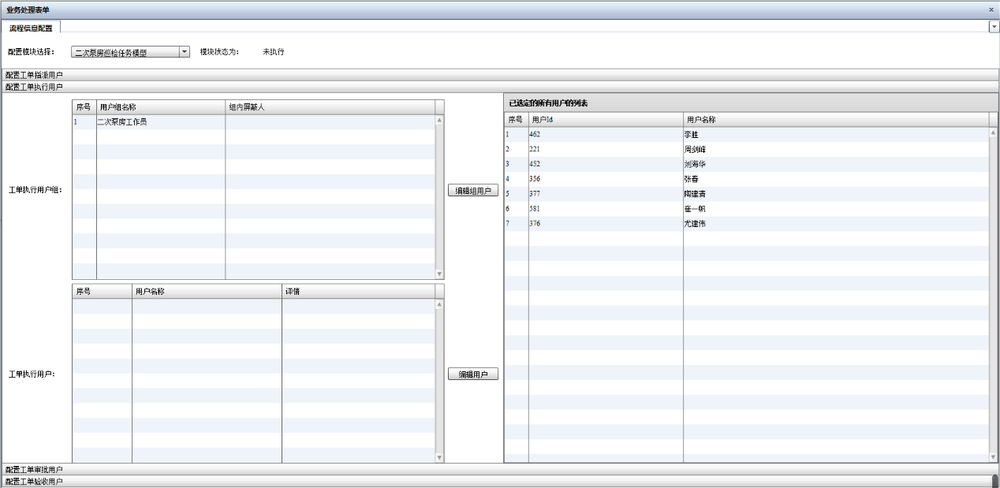 业务处理表单
流程信息配置
配置模块选择： 二次泵房巡检任务模型 模块状态为： 未执行
配置工单指派用户
配置工单执行用户
工单执行用户组：
序号 用户组名称 组内屏蔽人
1 二次泵房工作员
编辑组用户
工单执行用户：
序号 用户名称 详情
编辑用户
已选定的所有用户的列表
序号 用户Id 用户名称
1 462 李胜
2 221 周剑峰
3 452 刘海华
4 356 张春
5 377 陶建清
6 581 崔一帆
7 376 尤建伟
配置工单审批用户
配置工单验收用户